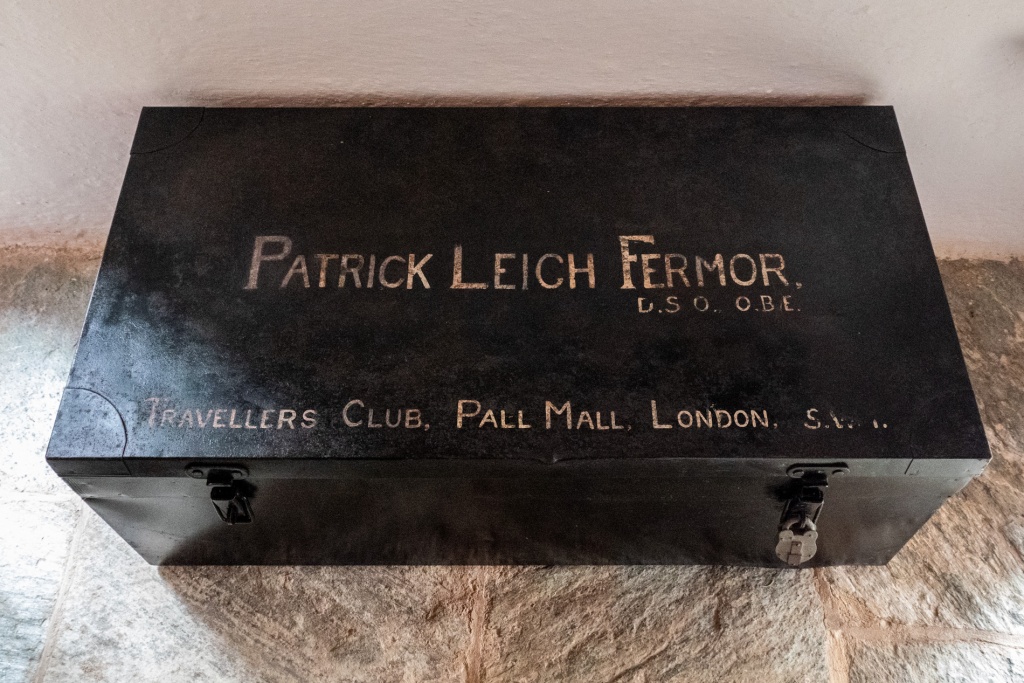 PATRICK LEIGH FERMOR,
D.S.O., O.B.E.
TRAVELLERS CLUB, PALL MALL, LONDON.